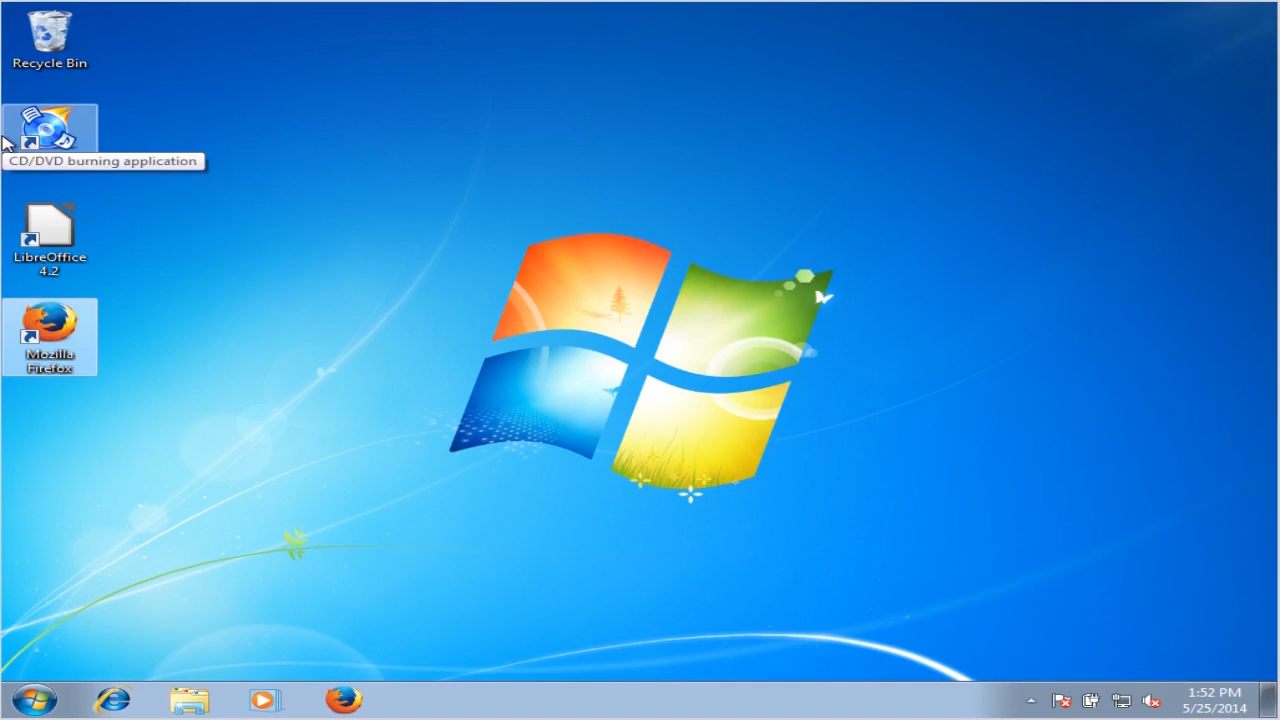 Recycle Bin
CD/DVD burning application
LibreOffice
4.2
Mozilla
Firefox
1:52 PM
5/25/2014